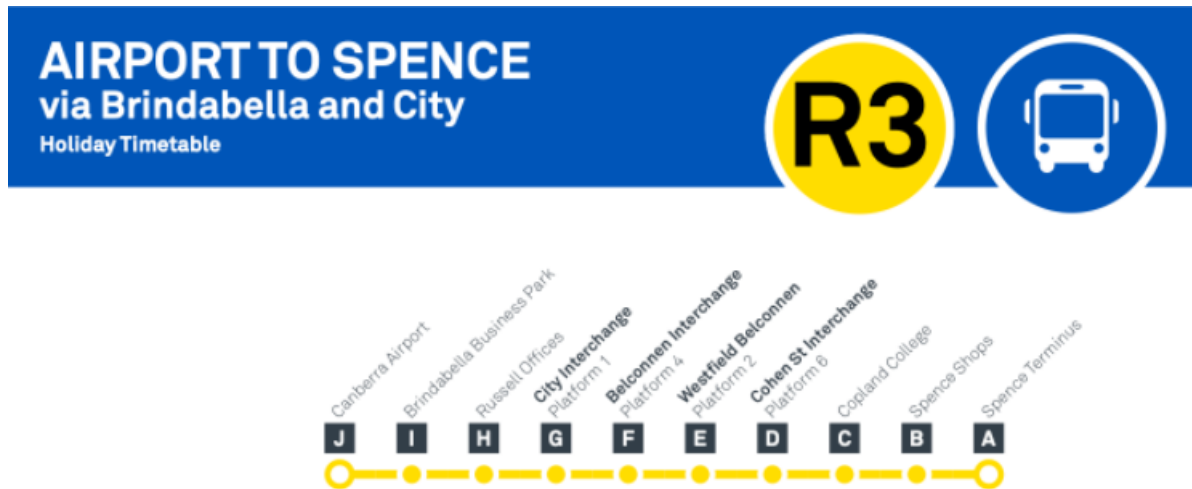 AIRPORT TO SPENCE
via Brindabella and City
Holiday Timetable
R3
Canberra Airport
Brindabella Business Park
Russell Offices
City Interchange
Platform 1
Belconnen Interchange
Platform 4
Westfield Belconnen
Platform 2
Cohen St Interchange
Platform 6
Copland College
Spence Shops
Spence Terminus
J I H G F E D C B A